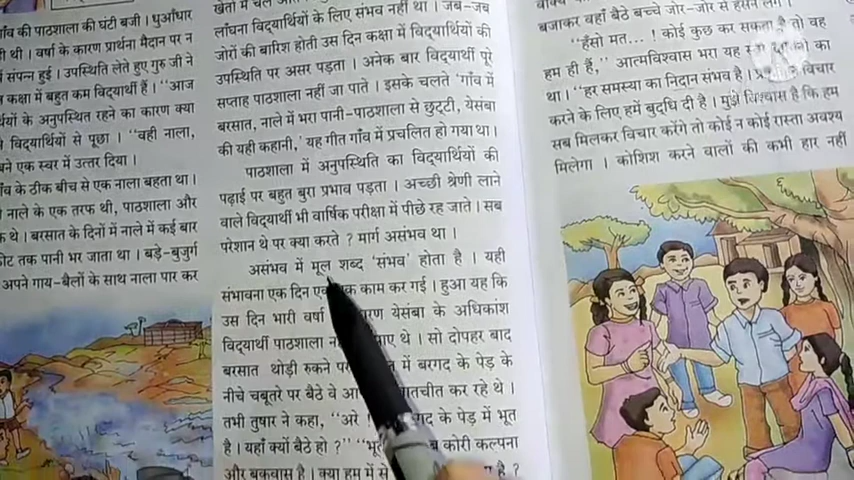 गाँव की पाठशाला की घंटी बजी। धुआँधार
थी। वर्षा के कारण प्रार्थना मैदान पर न
में संपन्न हुई। उपस्थिति लेते हुए गुरु जी ने
कक्षा में बहुत कम विद्यार्थी हैं। "आज
के अनुपस्थित रहने का कारण क्या
से पूछा। "वही नाला,
ने एक स्वर में उत्तर दिया।
के ठीक बीच से एक नाला बहता था।
नाले के एक तरफ थी, पाठशाला और
थे। बरसात के दिनों में नाले में कई बार
फीट तक पानी भर जाता था। बड़े-बुजुर्ग
अपने गाय-बैलों के साथ नाला पार कर
खेतों में
लाँघना विद्यार्थियों के लिए संभव नहीं था। जब-जब
जोरों की बारिश होती उस दिन कक्षा में विद्यार्थियों की
उपस्थिति पर असर पड़ता। अनेक बार विद्यार्थी पूरे
सप्ताह पाठशाला नहीं जा पाते। इसके चलते 'गाँव में
बरसात, नाले में भरा पानी-पाठशाला से छुट्टी, येसंबा
की यही कहानी,' यह गीत गाँव में प्रचलित हो गया था।
पाठशाला में अनुपस्थिति का विद्यार्थियों की
पढ़ाई पर बहुत बुरा प्रभाव पड़ता। अच्छी श्रेणी लाने
वाले विद्यार्थी भी वार्षिक परीक्षा में पीछे रह जाते। सब
परेशान थे पर क्या करते ? मार्ग असंभव था।
असंभव में मूल शब्द 'संभव' होता है। यही
संभावना एक दिन काम कर गई। हुआ यह कि
उस दिन भारी वर्षा कारण येसंबा के अधिकांश
विद्यार्थी पाठशाला थे। सो दोपहर बाद
बरसात थोड़ी रुकने में बरगद के पेड़ के
नीचे चबूतरे पर बैठे वे बातचीत कर रहे थे।
तभी तुषार ने कहा, "अरे बरगद के पेड़ में भूत
है। यहाँ क्यों बैठे हो ?" कोरी कल्पना
और बकवास है। क्या हम में है ?
बजाकर वहाँ बैठे बच्चे जोर-जोर से हँसने लगे।
"हँसो मत...! कोई कुछ कर सकता है तो वह
हम ही हैं," आत्मविश्वास भरा यह का
था। "हर समस्या का निदान संभव है। विचार
करने के लिए हमें बुद्धि दी है। मुझे विश्वास है कि हम
सब मिलकर विचार करेंगे तो कोई न कोई रास्ता अवश्य
मिलेगा। कोशिश करने वालों की कभी हार नहीं